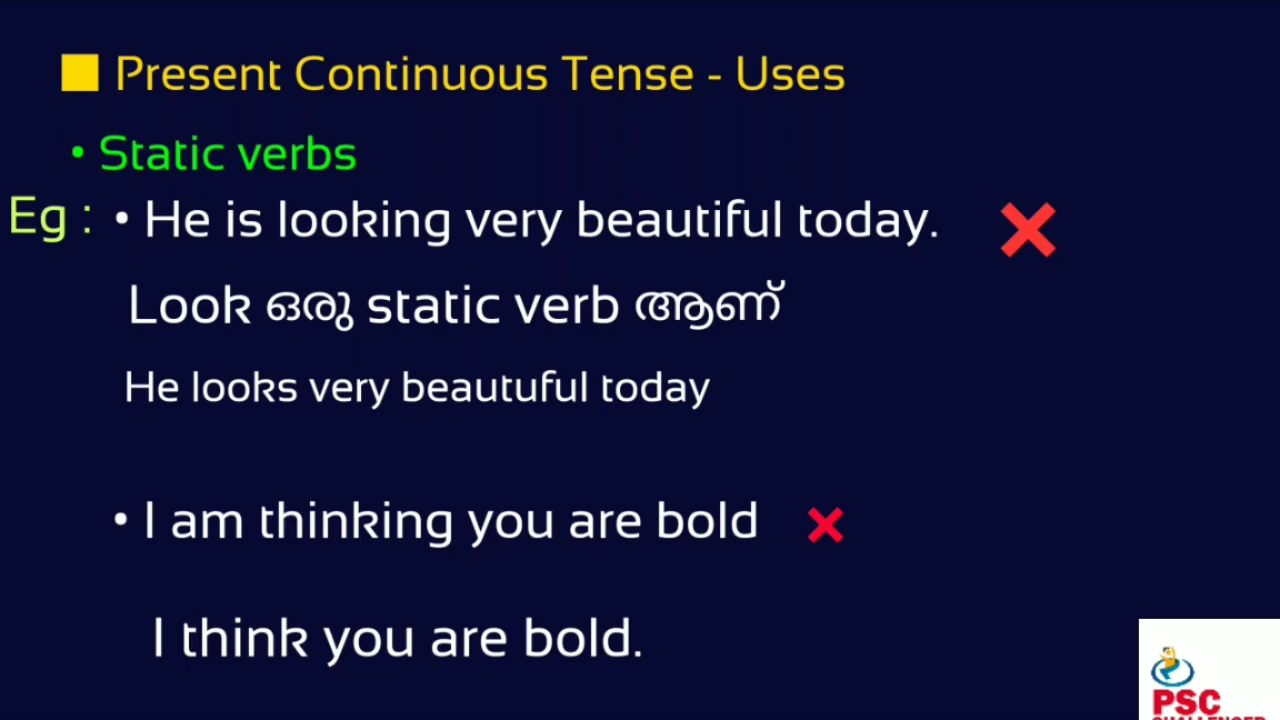 Present Continuous Tense - Uses
• Static verbs
Eg : • He is looking very beautiful today.
Look ഒരു static verb ആണ്
He looks very beautuful today
• I am thinking you are bold
I think you are bold.
PSC
CHALLENGER